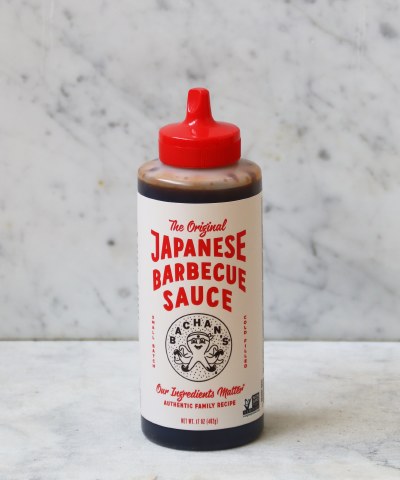 The Original
JAPANESE
BARBECUE
SAUCE
BACHAN'S
SMALL BATCH
COLD FILLED
Our Ingredients Matter
AUTHENTIC FAMILY RECIPE
NET WT. 17 OZ (482g)